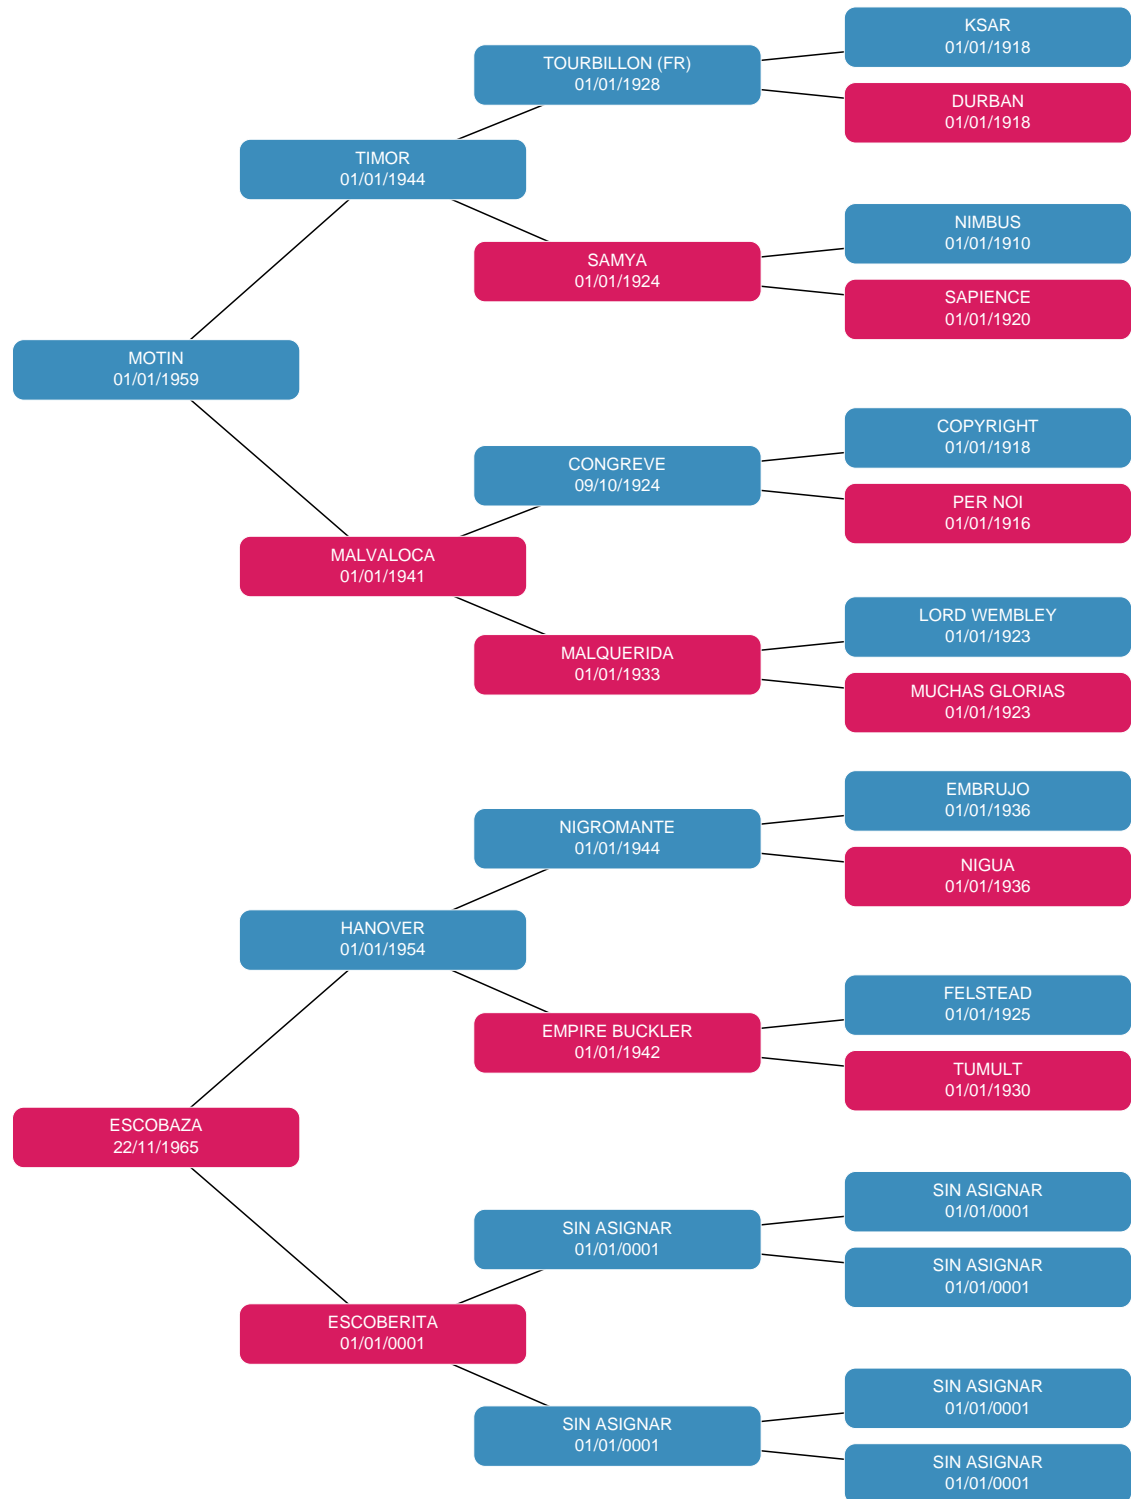 KSAR
01/01/1918
TOURBILLON (FR)
01/01/1928
DURBAN
01/01/1918
TIMOR
01/01/1944
NIMBUS
01/01/1910
SAMYA
01/01/1924
SAPIENCE
01/01/1920
MOTIN
01/01/1959
COPYRIGHT
01/01/1918
CONGREVE
09/10/1924
PER NOI
01/01/1916
MALVALOCA
01/01/1941
LORD WEMBLEY
01/01/1923
MALQUERIDA
01/01/1933
MUCHAS GLORIAS
01/01/1923
EMBRUJO
01/01/1936
NIGROMANTE
01/01/1944
NIGUA
01/01/1936
HANOVER
01/01/1954
FELSTEAD
01/01/1925
EMPIRE BUCKLER
01/01/1942
TUMULT
01/01/1930
ESCOBAZA
22/11/1965
SIN ASIGNAR
01/01/0001
SIN ASIGNAR
01/01/0001
SIN ASIGNAR
01/01/0001
ESCOBERITA
01/01/0001
SIN ASIGNAR
01/01/0001
SIN ASIGNAR
01/01/0001
SIN ASIGNAR
01/01/0001